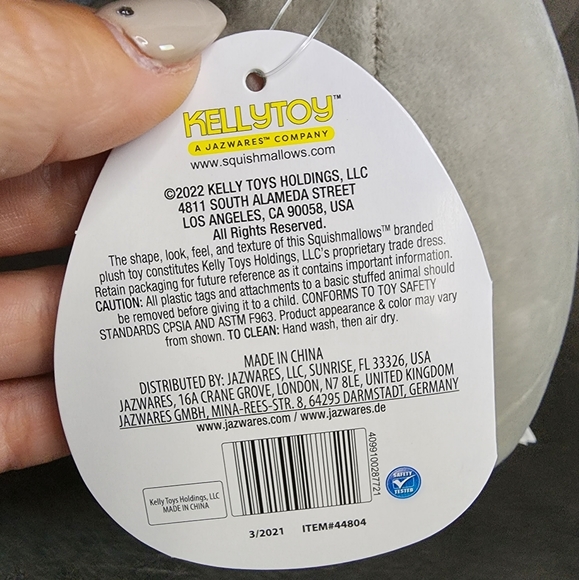 KELLYTOY™
A JAZWARES™ COMPANY
www.squishmallows.com
©2022 KELLY TOYS HOLDINGS, LLC
4811 SOUTH ALAMEDA STREET
LOS ANGELES, CA 90058, USA
All Rights Reserved.
The shape, look, feel, and texture of this Squishmallows™ branded
plush toy constitutes Kelly Toys Holdings, LLC's proprietary trade dress.
Retain packaging for future reference as it contains important information.
CAUTION: All plastic tags and attachments to a basic stuffed animal should
be removed before giving it to a child. CONFORMS TO TOY SAFETY
STANDARDS CPSIA AND ASTM F963. Product appearance & color may vary
from shown. TO CLEAN: Hand wash, then air dry.
MADE IN CHINA
DISTRIBUTED BY: JAZWARES, LLC, SUNRISE, FL 33326, USA
JAZWARES, 16A CRANE GROVE, LONDON, N7 8LE, UNITED KINGDOM
JAZWARES GMBH, MINA-REES-STR. 8, 64295 DARMSTADT, GERMANY
www.jazwares.com / www.jazwares.de
Kelly Toys Holdings, LLC
MADE IN CHINA
4099100287721
SAFETY
TESTED
3/2021 ITEM#44804